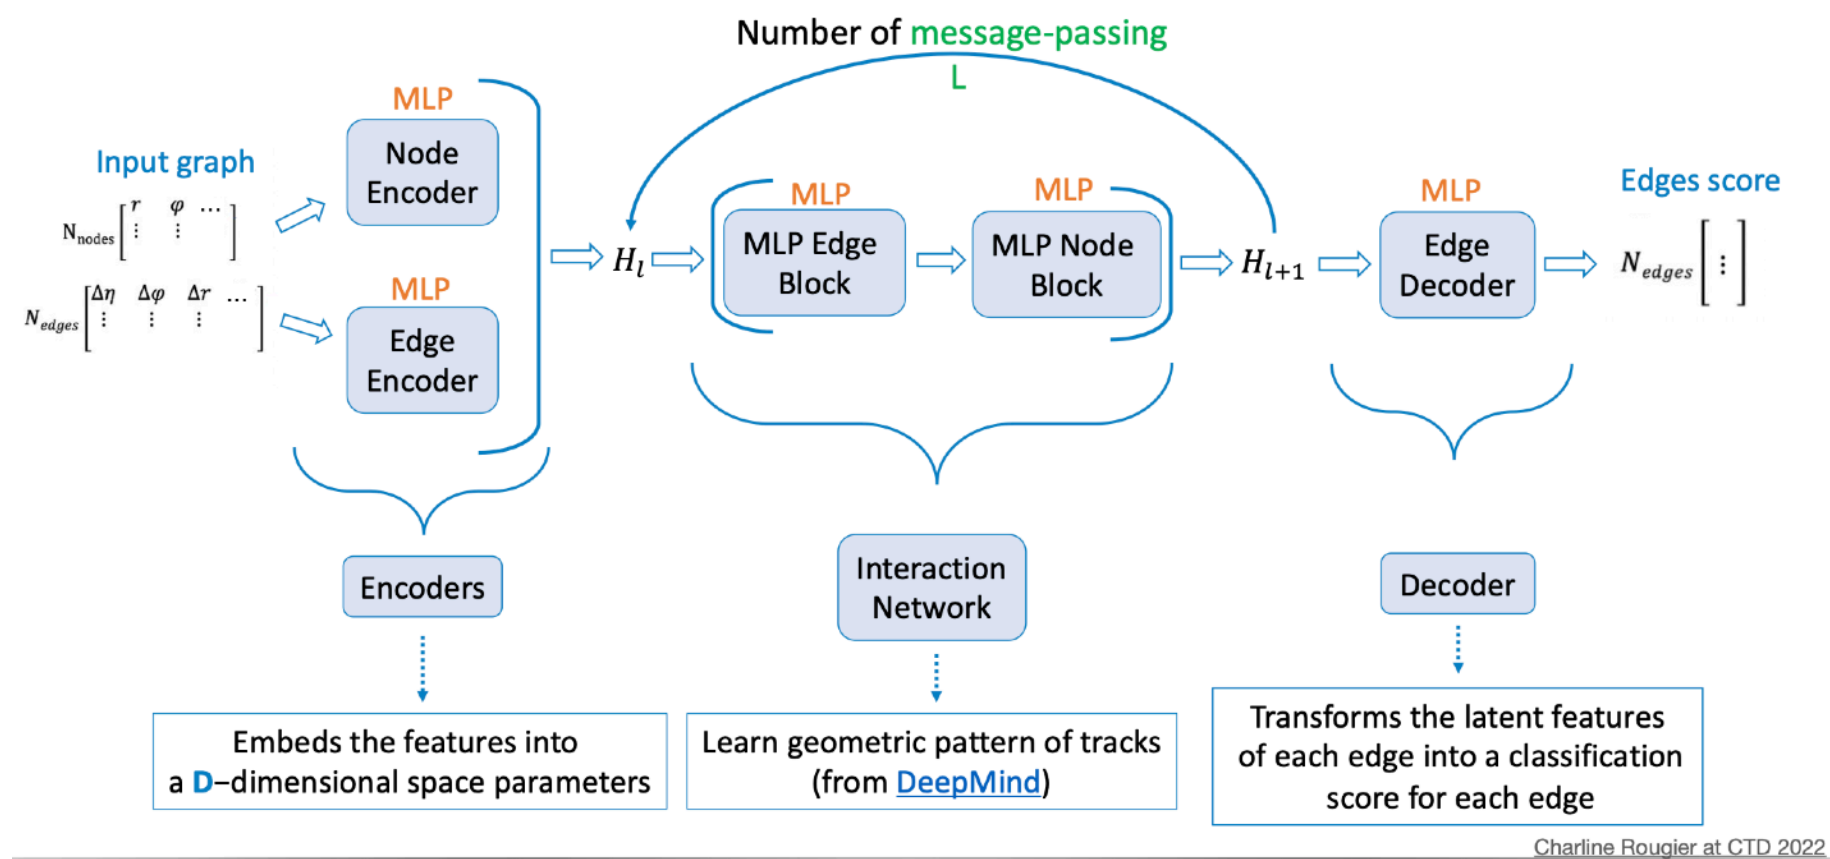 Number of message-passing
L
Input graph
N_nodes [ r φ … ⋮ ⋮ ]
N_edges [ Δη Δφ Δr … ⋮ ⋮ ⋮ ]
MLP
Node
Encoder
MLP
Edge
Encoder
H_l
MLP
MLP Edge
Block
MLP
MLP Node
Block
H_{l+1}
MLP
Edge
Decoder
Edges score
N_edges [ ⋮ ]
Encoders
Interaction
Network
Decoder
Embeds the features into
a D–dimensional space parameters
Learn geometric pattern of tracks
(from DeepMind)
Transforms the latent features
of each edge into a classification
score for each edge
Charline Rougier at CTD 2022